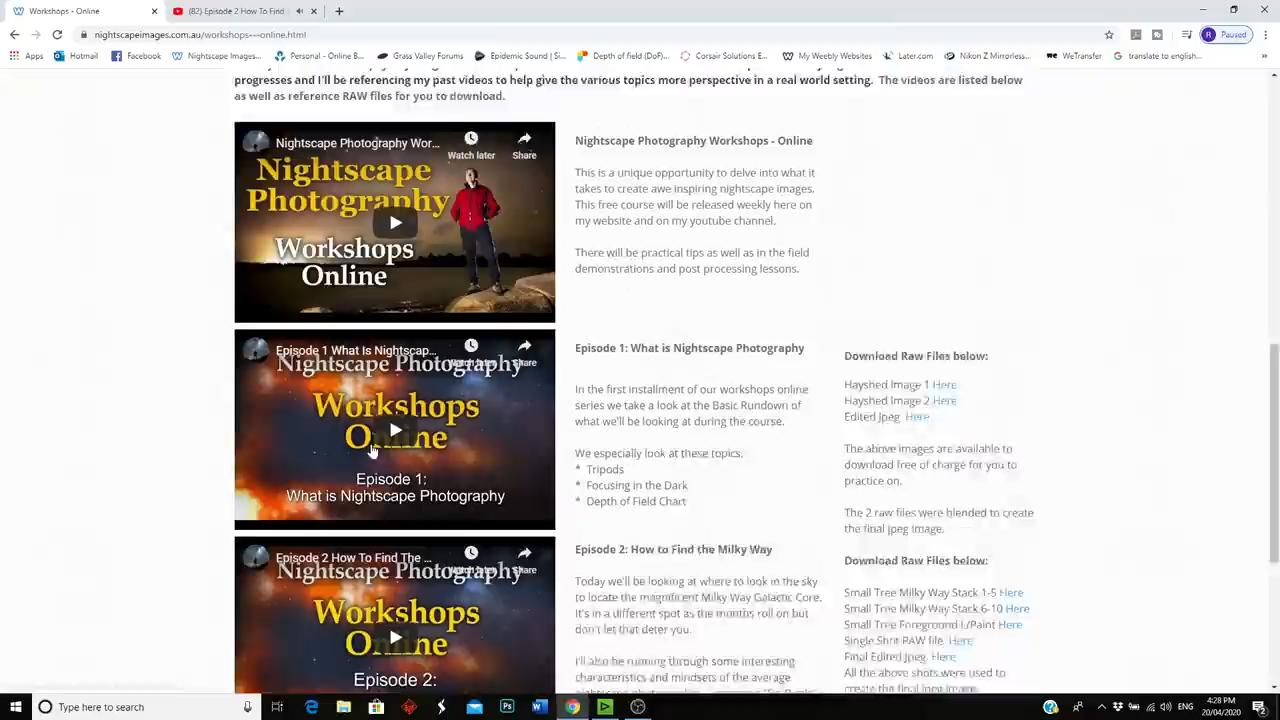 Workshops - Online
(82) Episode 2 How To Find
nightscapeimages.com.au/workshops---online.html
Paused
Apps
Hotmail
Facebook
Nightscape Images...
Personal - Online B...
Grass Valley Forums
Epidemic Sound | Si...
Depth of field (DoF)...
Corsair Solutions E...
My Weebly Websites
Later.com
Nikon Z Mirrorless...
WeTransfer
translate to english...
progresses and I'll be referencing my past videos to help give the various topics more perspective in a real world setting. The videos are listed below
as well as reference RAW files for you to download.
Nightscape Photography Wor...
Watch later
Share
Nightscape
Photography
Workshops
Online
Nightscape Photography Workshops - Online
This is a unique opportunity to delve into what it
takes to create awe inspiring nightscape images.
This free course will be released weekly here on
my website and on my youtube channel.
There will be practical tips as well as in the field
demonstrations and post processing lessons.
Episode 1 What Is Nightscap...
Watch later
Share
Nightscape Photography
Workshops
Online
Episode 1:
What is Nightscape Photography
Episode 1: What is Nightscape Photography
In the first installment of our workshops online
series we take a look at the Basic Rundown of
what we'll be looking at during the course.
We especially look at these topics.
* Tripods
* Focusing in the Dark
* Depth of Field Chart
Download Raw Files below:
Hayshed Image 1 Here
Hayshed Image 2 Here
Edited Jpeg Here
The above images are available to
download free of charge for you to
practice on.
The 2 raw files were blended to create
the final jpeg image.
Episode 2 How To Find The ...
Watch later
Share
Nightscape Photography
Workshops
Online
Episode 2:
Episode 2: How to Find the Milky Way
Today we'll be looking at where to look in the sky
to locate the magnificent Milky Way Galactic Core.
It's in a different spot as the months roll on but
don't let that deter you.
I'll also be running through some interesting
characteristics and mindsets of the average
Download Raw Files below:
Small Tree Milky Way Stack 1-5 Here
Small Tree Milky Way Stack 6-10 Here
Small Tree Foreground L/Paint Here
Single Shot RAW file. Here
Final Edited Jpeg. Here
All the above shots were used to
create the final jpeg image.
Type here to search
4:28 PM
20/04/2020